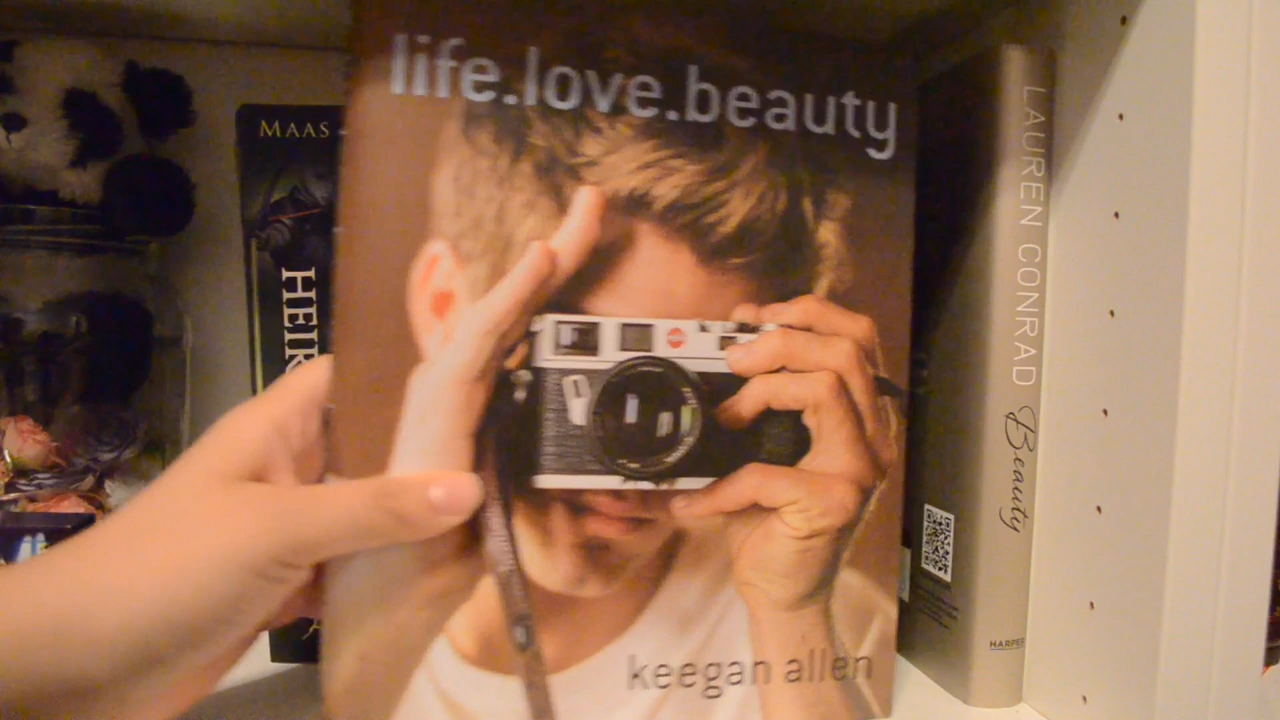 life.love.beauty
keegan allen
MAAS
HEIR
LAUREN CONRAD Beauty
HARPER